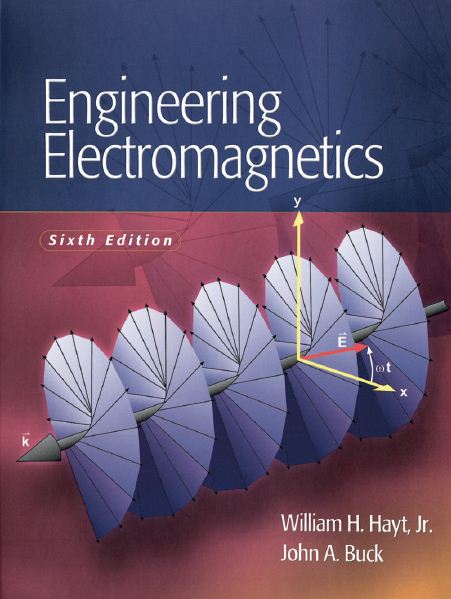 Engineering
Electromagnetics
Sixth Edition
y
E
ωt
x
k
William H. Hayt, Jr.
John A. Buck